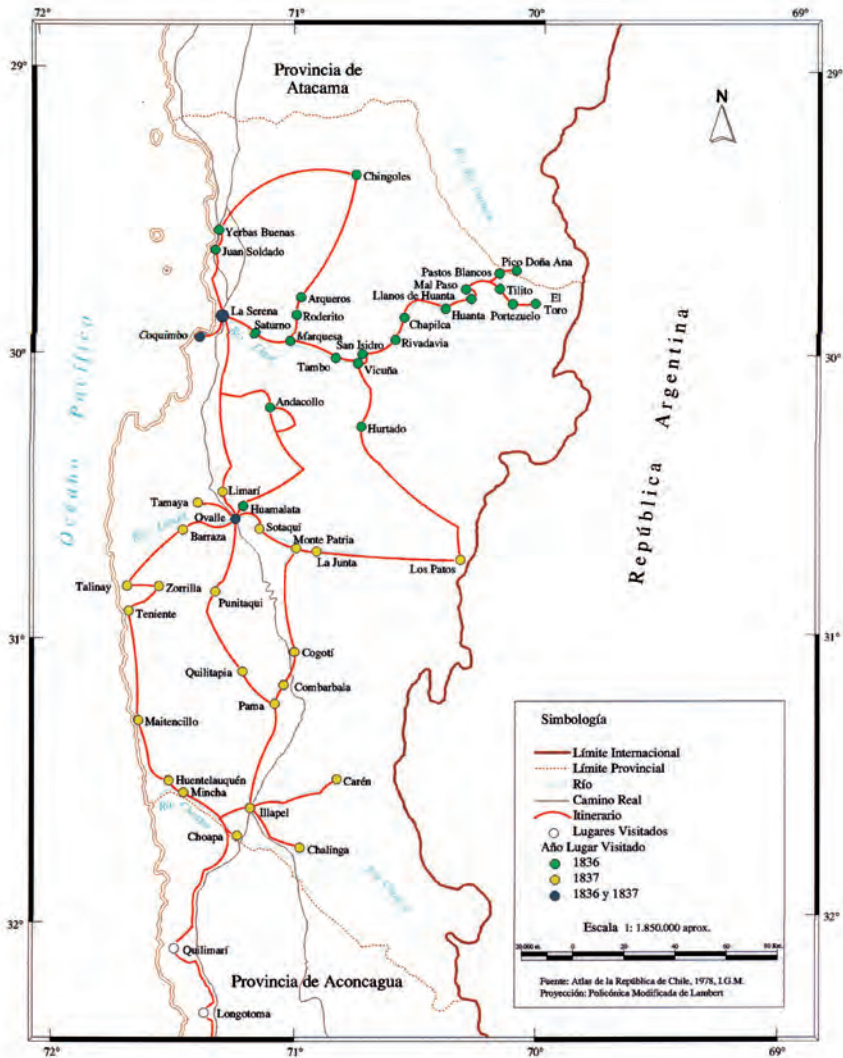 72°
71°
70°
69°
29°
29°
Provincia de
Atacama
N
Chingoles
Yerbas Buenas
Juan Soldado
Pico Doña Ana
Pastos Blancos
Mal Paso
Tilito
El
Toro
Llanos de Huanta
Arqueros
La Serena
Roderito
Huanta
Portezuelo
Saturno
Chapilca
Coquimbo
Marquesa
San Isidro
Rivadavia
30°
30°
Tambo
Vicuña
Andacollo
Hurtado
Océano Pacífico
República Argentina
Limarí
Tamaya
Huamalata
Ovalle
Sotaquí
Barraza
Monte Patria
La Junta
Los Patos
Talinay
Zorrilla
Punitaqui
Teniente
31°
31°
Cogotí
Quilitapia
Combarbala
Pama
Maitencillo
Huentelauquén
Carén
Mincha
Illapel
Choapa
Chalinga
32°
32°
Quilimarí
Provincia de Aconcagua
Longotoma
Simbología
Límite Internacional
Límite Provincial
Río
Camino Real
Itinerario
Lugares Visitados
Año Lugar Visitado
1836
1837
1836 y 1837
Escala 1: 1.850.000 aprox.
0
20
40
60
Fuente: Atlas de la República de Chile, 1978, I.G.M.
Proyección: Policónica Modificada de Lambert
72°
71°
70°
69°